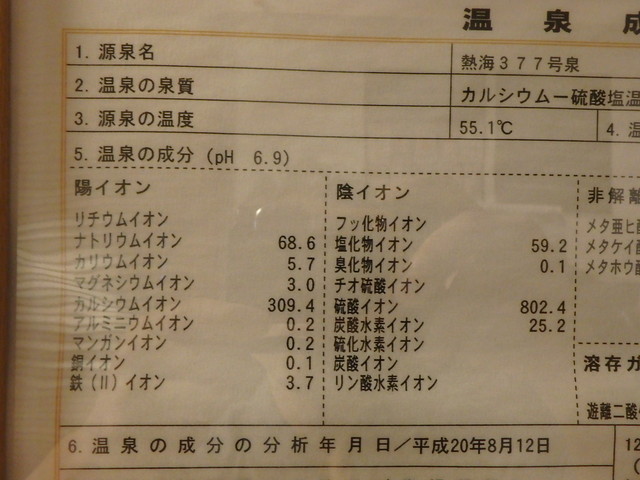 温泉成
1. 源泉名 熱海377号泉
2. 温泉の泉質 カルシウム－硫酸塩温
3. 源泉の温度 55.1℃ 4. 温
5. 温泉の成分（pH 6.9）
陽イオン 陰イオン 非解離
リチウムイオン フッ化物イオン メタ亜ヒ酸
ナトリウムイオン 68.6 塩化物イオン 59.2 メタケイ酸
カリウムイオン 5.7 臭化物イオン 0.1 メタホウ酸
マグネシウムイオン 3.0 チオ硫酸イオン
カルシウムイオン 309.4 硫酸イオン 802.4
アルミニウムイオン 0.2 炭酸水素イオン 25.2
マンガンイオン 0.2 硫化水素イオン
銅イオン 0.1 炭酸イオン 溶存ガ
鉄（II）イオン 3.7 リン酸水素イオン
遊離二酸
6. 温泉の成分の分析年月日／平成20年8月12日 12